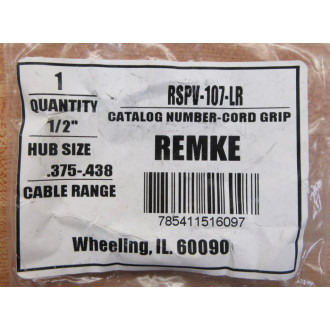 1
QUANTITY
1/2"
HUB SIZE
.375-.438
CABLE RANGE
RSPV-107-LR
CATALOG NUMBER-CORD GRIP
REMKE
785411516097
Wheeling, IL. 60090